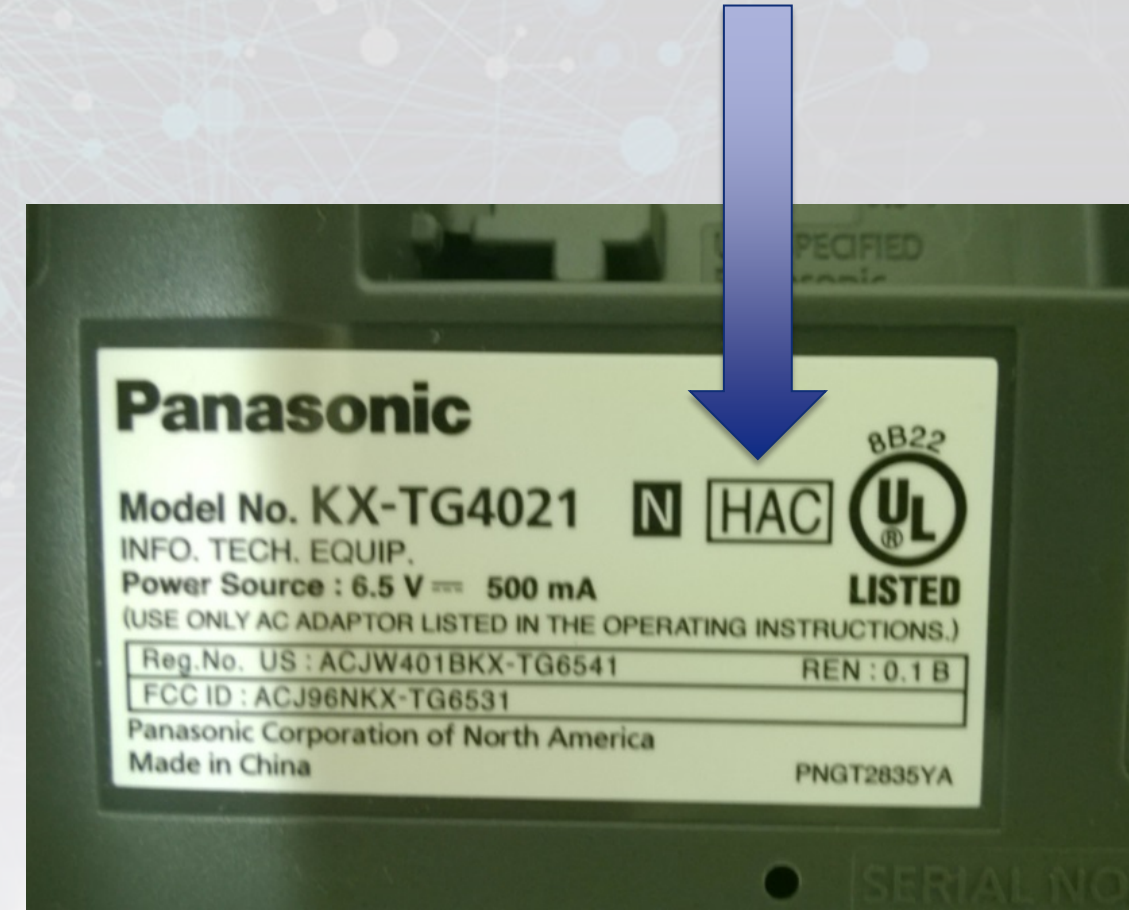 PECIFIED
Panasonic
8B22
Model No. KX-TG4021 N HAC UL ®
INFO. TECH. EQUIP.
Power Source : 6.5 V ⎓ 500 mA LISTED
(USE ONLY AC ADAPTOR LISTED IN THE OPERATING INSTRUCTIONS.)
Reg.No. US : ACJW401BKX-TG6541 REN : 0.1 B
FCC ID : ACJ96NKX-TG6531
Panasonic Corporation of North America
Made in China PNGT2835YA
SERIAL NO